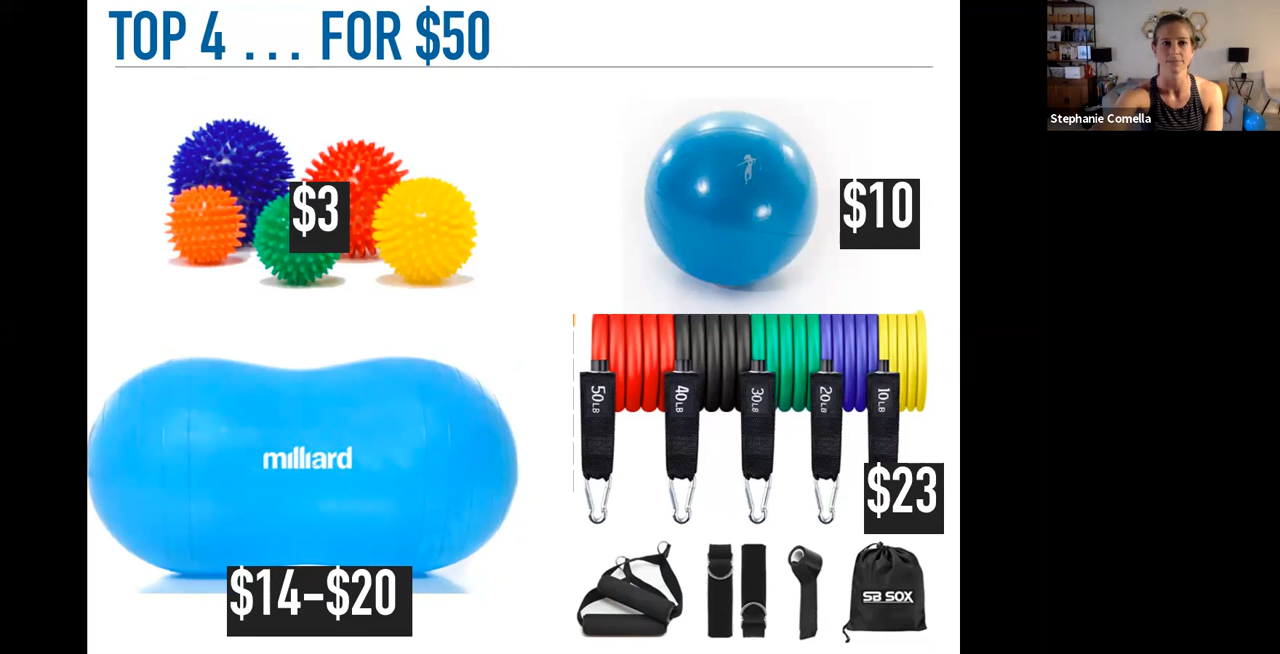 TOP 4 ... FOR $50
Stephanie Comella
$3
$10
milliard
$14–$20
50LB
40LB
30LB
20LB
10LB
$23
SB SOX